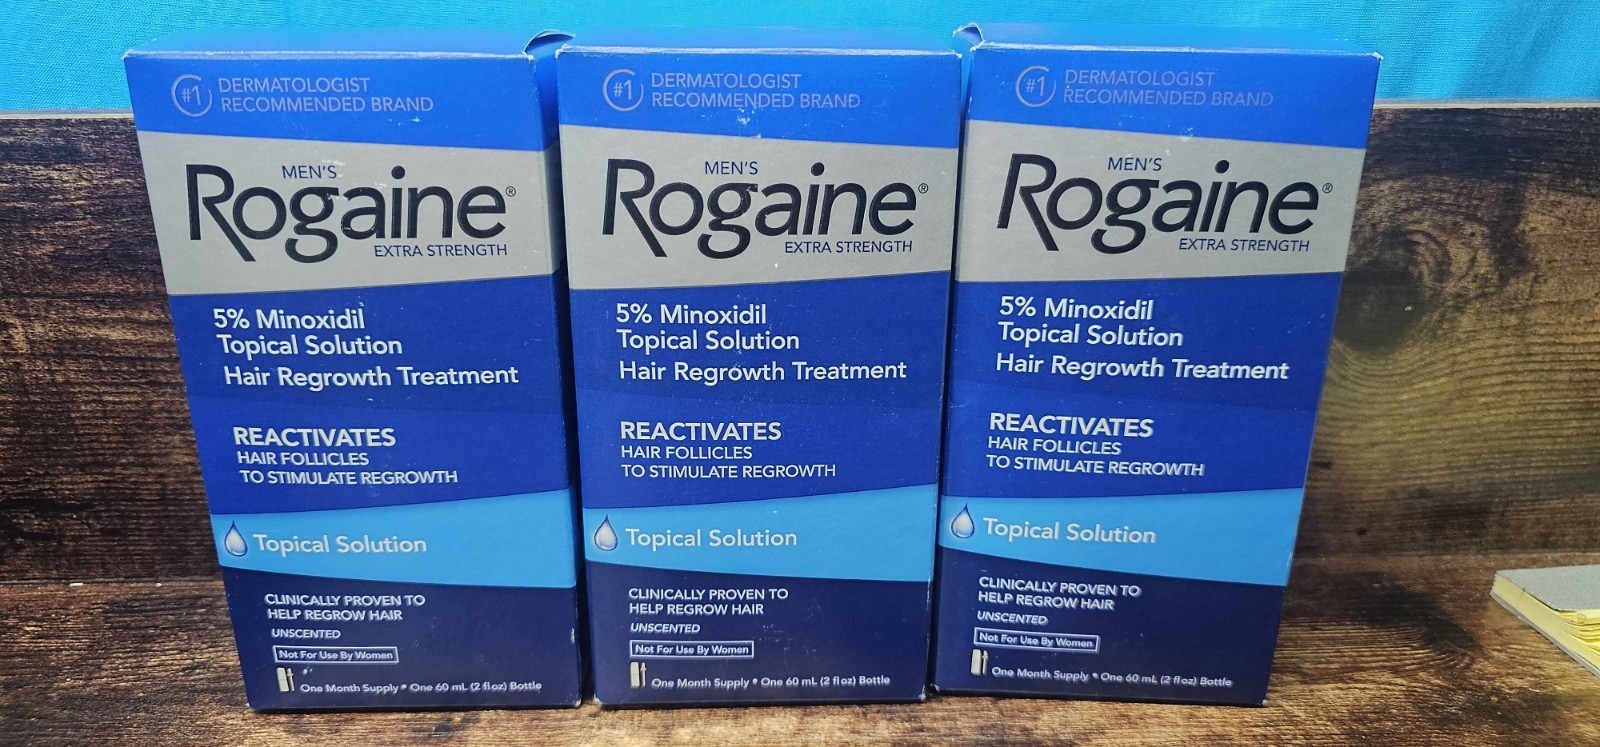 #1 DERMATOLOGIST
RECOMMENDED BRAND
MEN'S
Rogaine®
EXTRA STRENGTH
5% Minoxidil
Topical Solution
Hair Regrowth Treatment
REACTIVATES
HAIR FOLLICLES
TO STIMULATE REGROWTH
Topical Solution
CLINICALLY PROVEN TO
HELP REGROW HAIR
UNSCENTED
Not For Use By Women
One Month Supply • One 60 mL (2 fl oz) Bottle
#1 DERMATOLOGIST
RECOMMENDED BRAND
MEN'S
Rogaine®
EXTRA STRENGTH
5% Minoxidil
Topical Solution
Hair Regrowth Treatment
REACTIVATES
HAIR FOLLICLES
TO STIMULATE REGROWTH
Topical Solution
CLINICALLY PROVEN TO
HELP REGROW HAIR
UNSCENTED
Not For Use By Women
One Month Supply • One 60 mL (2 fl oz) Bottle
#1 DERMATOLOGIST
RECOMMENDED BRAND
MEN'S
Rogaine®
EXTRA STRENGTH
5% Minoxidil
Topical Solution
Hair Regrowth Treatment
REACTIVATES
HAIR FOLLICLES
TO STIMULATE REGROWTH
Topical Solution
CLINICALLY PROVEN TO
HELP REGROW HAIR
UNSCENTED
Not For Use By Women
One Month Supply • One 60 mL (2 fl oz) Bottle